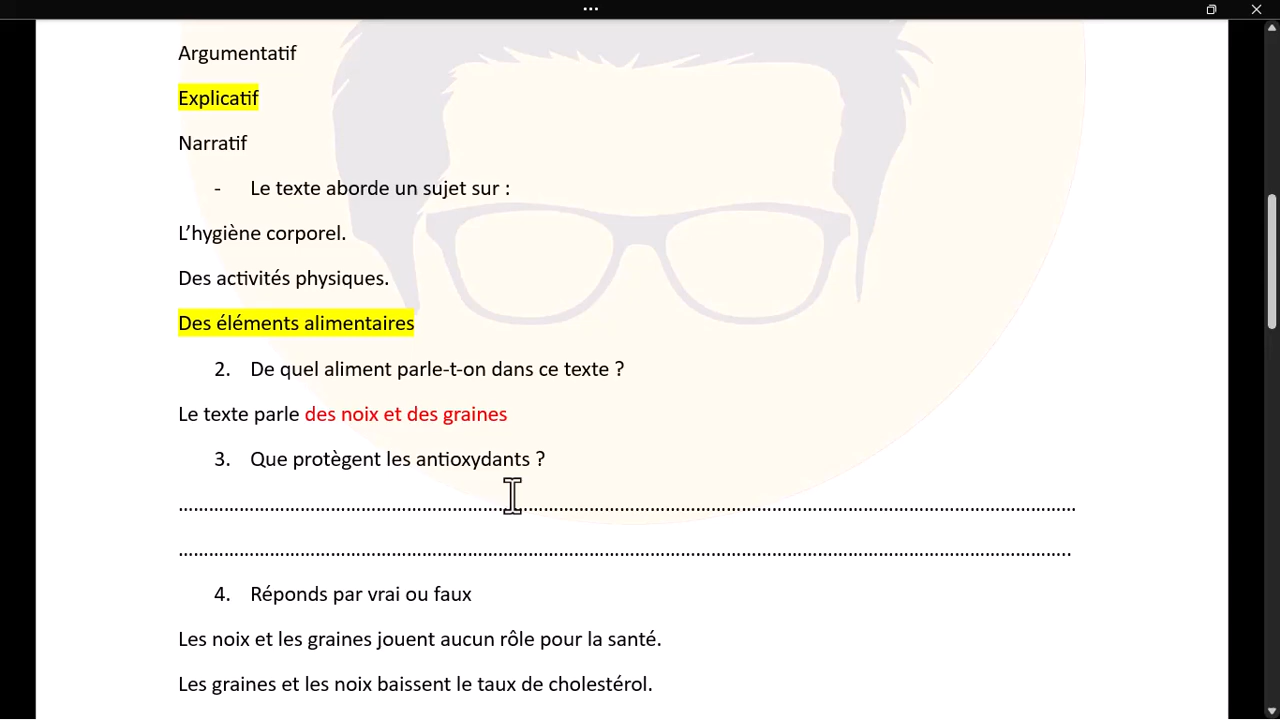 Argumentatif
Explicatif
Narratif
- Le texte aborde un sujet sur :
L’hygiène corporel.
Des activités physiques.
Des éléments alimentaires
2. De quel aliment parle-t-on dans ce texte ?
Le texte parle des noix et des graines
3. Que protègent les antioxydants ?
4. Réponds par vrai ou faux
Les noix et les graines jouent aucun rôle pour la santé.
Les graines et les noix baissent le taux de cholestérol.